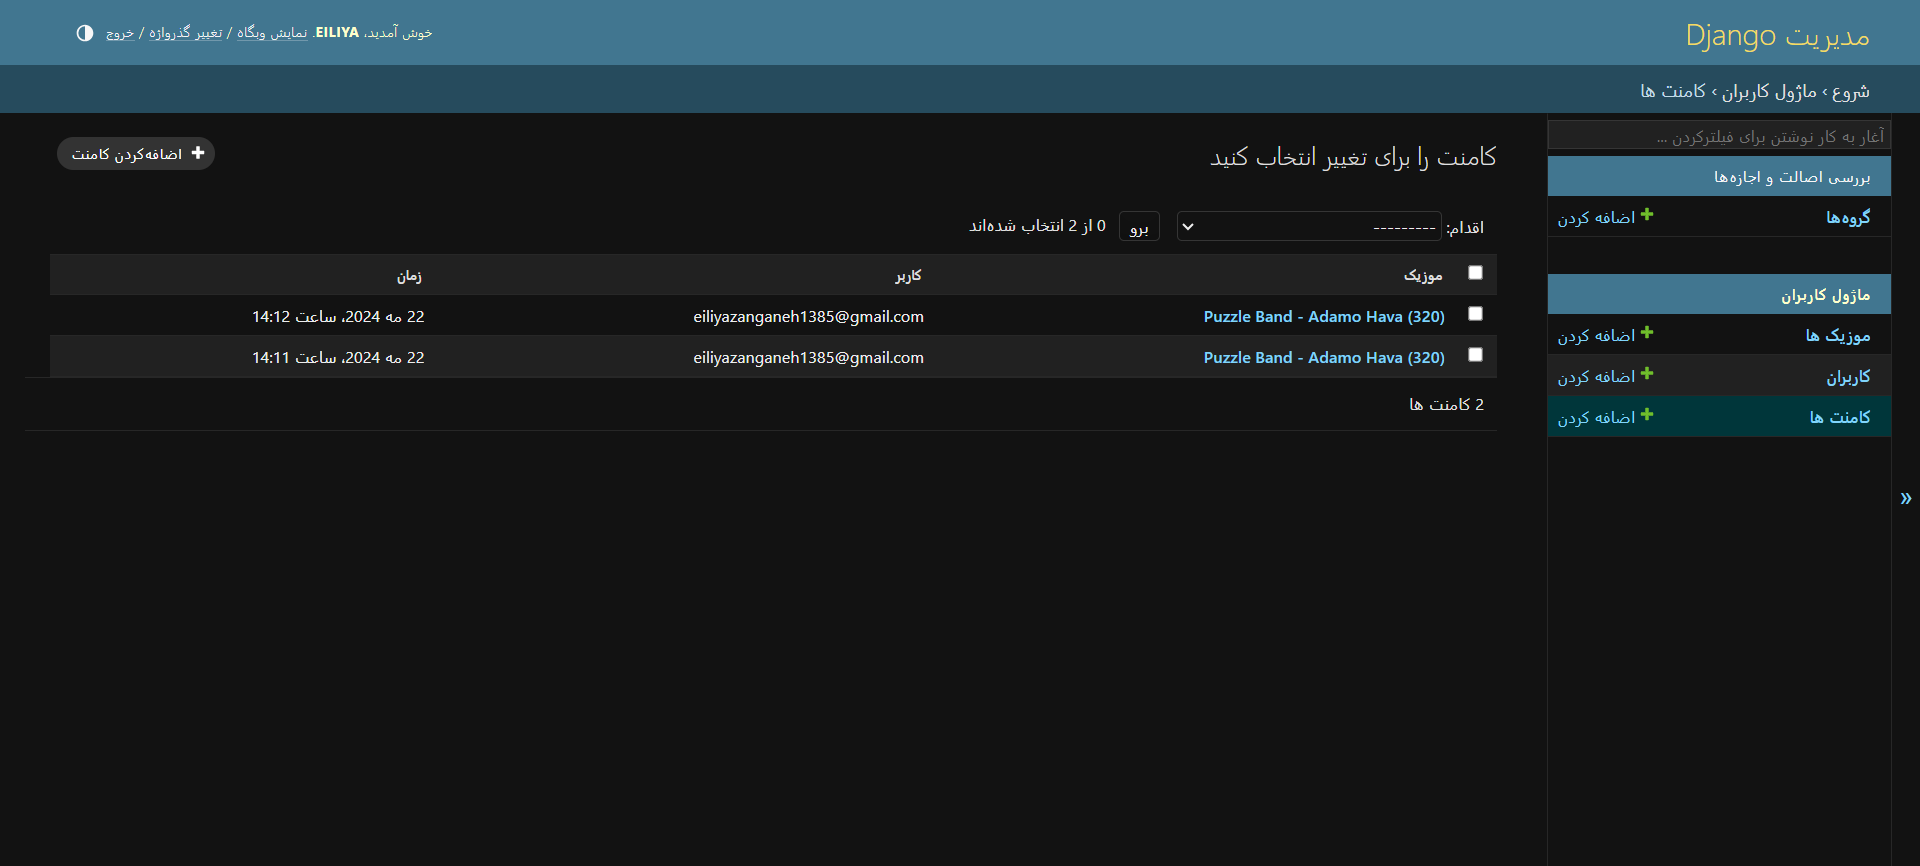 مدیریت Django
خوش آمدید، EILIYA. نمایش وبگاه / تغییر گذرواژه / خروج
شروع › ماژول کاربران › کامنت ها
آغار به کار نوشتن برای فیلترکردن ...
بررسی اصالت و اجازه‌ها
گروه‌ها اضافه کردن
ماژول کاربران
موزیک ها اضافه کردن
کاربران اضافه کردن
کامنت ها اضافه کردن
»
کامنت را برای تغییر انتخاب کنید
اضافه‌کردن کامنت
اقدام: --------- برو 0 از 2 انتخاب شده‌اند
موزیک کاربر زمان
Puzzle Band - Adamo Hava (320) eiliyazanganeh1385@gmail.com 22 مه 2024، ساعت 14:12
Puzzle Band - Adamo Hava (320) eiliyazanganeh1385@gmail.com 22 مه 2024، ساعت 14:11
2 کامنت ها